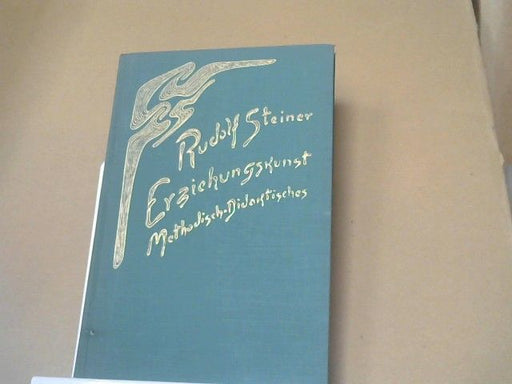 Rudolf Steiner
Erziehungskunst
Methodisch-Didaktisches